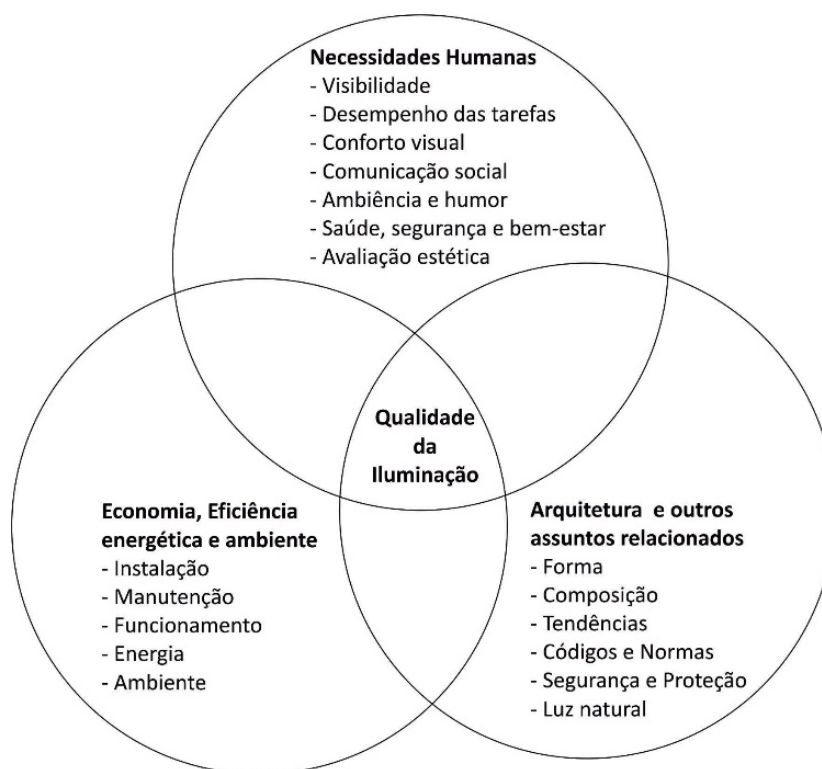 Necessidades Humanas
- Visibilidade
- Desempenho das tarefas
- Conforto visual
- Comunicação social
- Ambiência e humor
- Saúde, segurança e bem-estar
- Avaliação estética
Qualidade
da
Iluminação
Economia, Eficiência
energética e ambiente
- Instalação
- Manutenção
- Funcionamento
- Energia
- Ambiente
Arquitetura e outros
assuntos relacionados
- Forma
- Composição
- Tendências
- Códigos e Normas
- Segurança e Proteção
- Luz natural